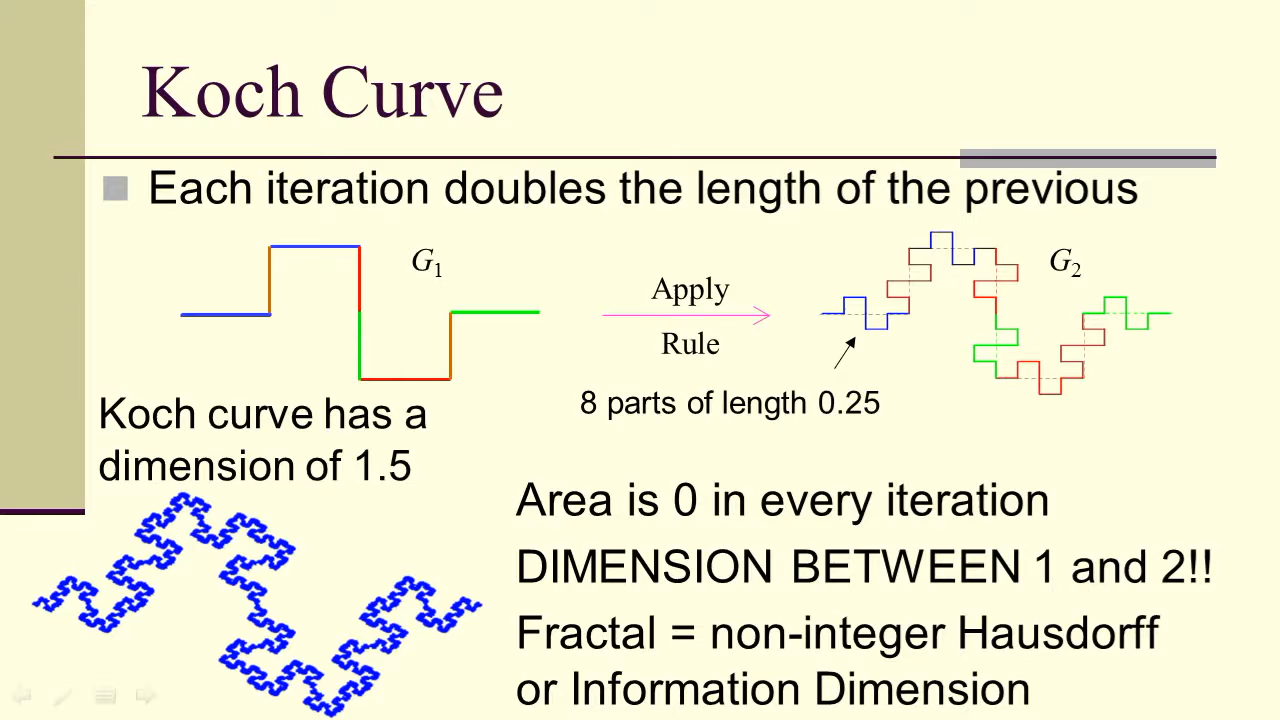 Koch Curve
Each iteration doubles the length of the previous
G1
Apply
Rule
G2
8 parts of length 0.25
Koch curve has a
dimension of 1.5
Area is 0 in every iteration
DIMENSION BETWEEN 1 and 2!!
Fractal = non-integer Hausdorff
or Information Dimension